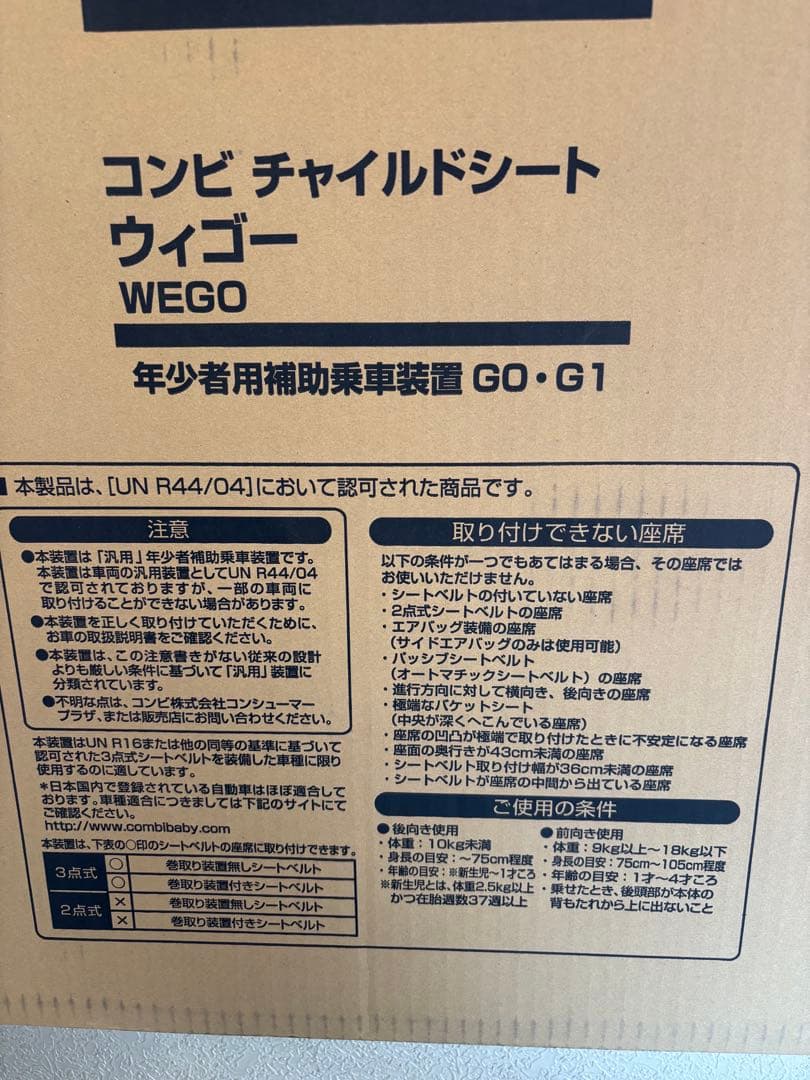 コンビ チャイルドシート
ウィゴー
WEGO
年少者用補助乗車装置 G0・G1
■ 本製品は、[UN R44/04]において認可された商品です。
注意
●本装置は「汎用」年少者補助乗車装置です。
本装置は車両の汎用装置としてUN R44/04
で認可されておりますが、一部の車両に
取り付けることができない場合があります。
●本装置を正しく取り付けていただくために、
お車の取扱説明書をご確認ください。
●本装置は、この注意書きがない従来の設計
よりも厳しい条件に基づいて「汎用」装置に
分類されています。
●不明な点は、コンビ株式会社コンシューマー
プラザ、または販売店にお問い合わせください。
本装置はUN R16または他の同等の基準に基づいて
認可された3点式シートベルトを装備した車種に限り
使用するのに適しています。
*日本国内で登録されている自動車はほぼ適合して
おります。車種適合につきましては下記のサイトにて
ご確認ください。
http://www.combibaby.com
本装置は、下表の○印のシートベルトの座席に取り付けできます。
3点式 ○ 巻取り装置無しシートベルト
○ 巻取り装置付きシートベルト
2点式 × 巻取り装置無しシートベルト
× 巻取り装置付きシートベルト
取り付けできない座席
以下の条件が一つでもあてはまる場合、その座席では
お使いいただけません。
・シートベルトの付いていない座席
・2点式シートベルトの座席
・エアバッグ装備の座席
(サイドエアバッグのみは使用可能)
・パッシブシートベルト
(オートマチックシートベルト)の座席
・進行方向に対して横向き、後向きの座席
・極端なバケットシート
(中央が深くへこんでいる座席)
・座席の凹凸が極端で取り付けたときに不安定になる座席
・座面の奥行きが43cm未満の座席
・シートベルト取り付け幅が36cm未満の座席
・シートベルトが座席の中間から出ている座席
ご使用の条件
●後向き使用
・体重:10kg未満
・身長の目安:~75cm程度
・年齢の目安:※新生児~1才ごろ
※新生児とは、体重2.5kg以上
かつ在胎週数37週以上
●前向き使用
・体重:9kg以上~18kg以下
・身長の目安:75cm~105cm程度
・年齢の目安:1才~4才ごろ
・乗せたとき、後頭部が本体の
背もたれから上に出ないこと